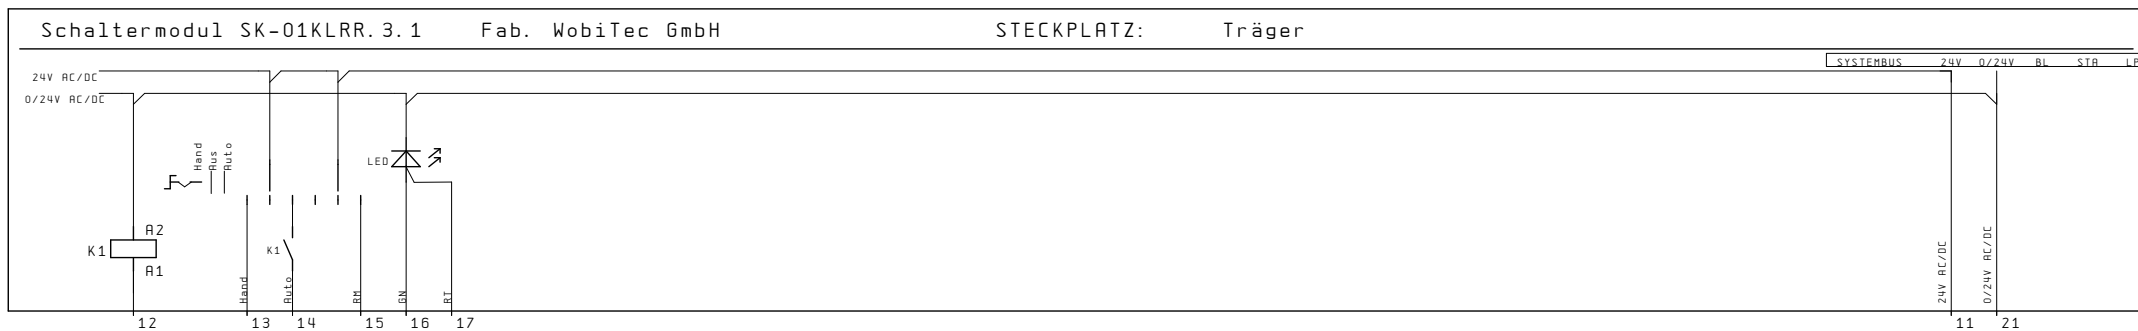 Schaltermodul SK-01KLRR.3.1 Fab. WobiTec GmbH STECKPLATZ: Träger
SYSTEMBUS 24V 0/24V BL STA LP
24V AC/DC
0/24V AC/DC
Hand
Aus
Auto
LED
K1
A2
A1
K1
Hand
Auto
RM
GN
RT
24V AC/DC
0/24V AC/DC
12 13 14 15 16 17 11 21